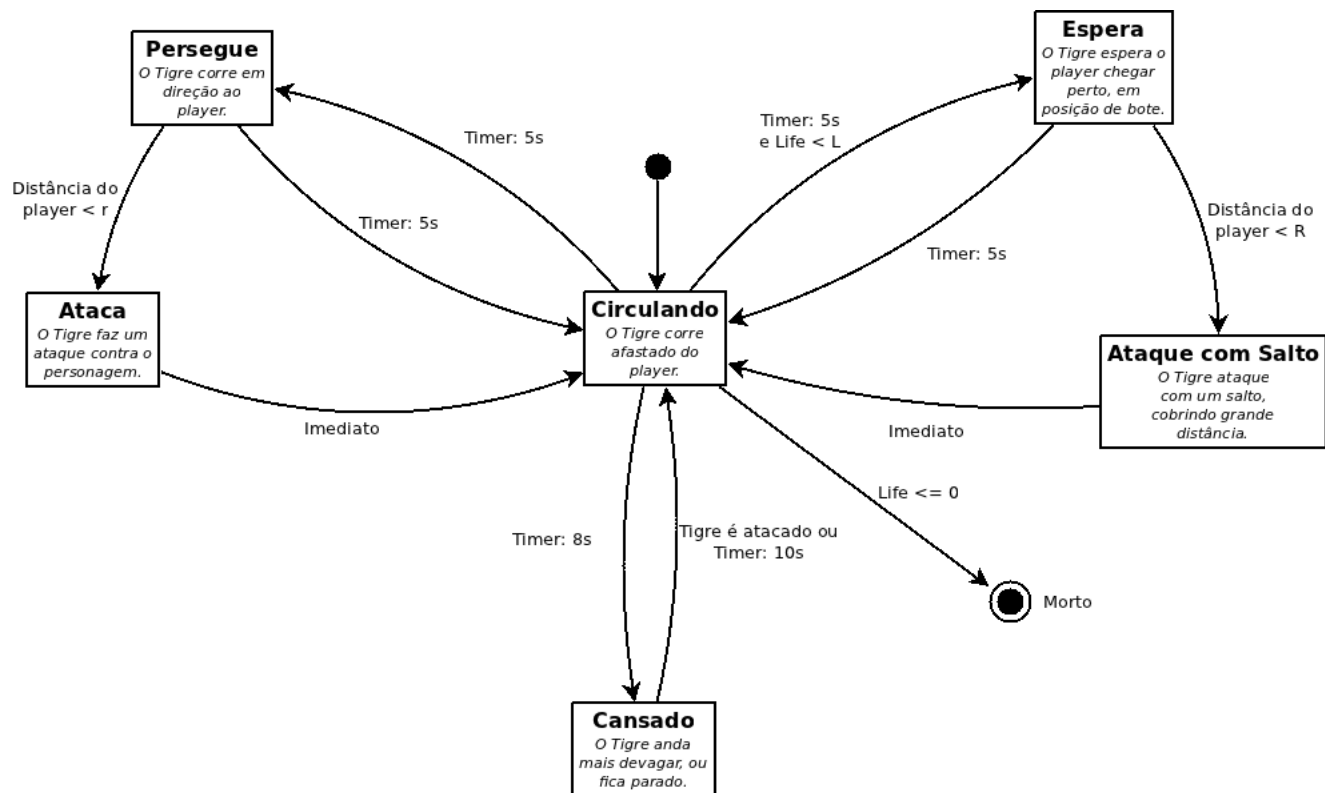 Persegue
O Tigre corre em
direção ao
player.
Espera
O Tigre espera o
player chegar
perto, em
posição de bote.
Timer: 5s
Timer: 5s
e Life < L
Distância do
player < r
Timer: 5s
Timer: 5s
Distância do
player < R
Ataca
O Tigre faz um
ataque contra o
personagem.
Circulando
O Tigre corre
afastado do
player.
Ataque com Salto
O Tigre ataque
com um salto,
cobrindo grande
distância.
Imediato
Imediato
Life <= 0
Timer: 8s
Tigre é atacado ou
Timer: 10s
Morto
Cansado
O Tigre anda
mais devagar, ou
fica parado.